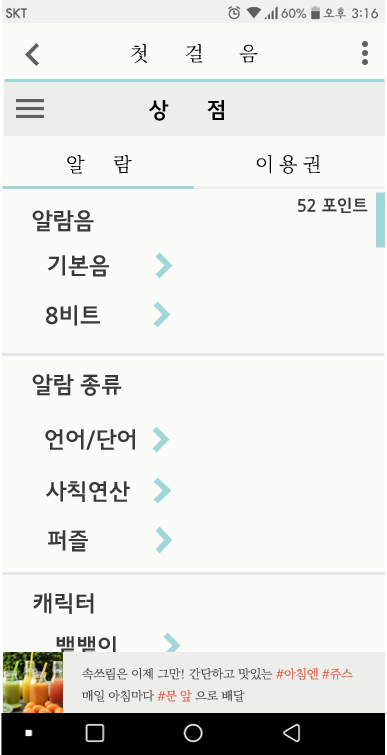 SKT 60% 오후 3:16
첫 걸음
상 점
알 람 이용권
52 포인트
알람음
기본음
8비트
알람 종류
언어/단어
사칙연산
퍼즐
캐릭터
뱀뱀이
속쓰림은 이제 그만! 간단하고 맛있는 #아침엔 #쥬스
매일 아침마다 #문 앞 으로 배달